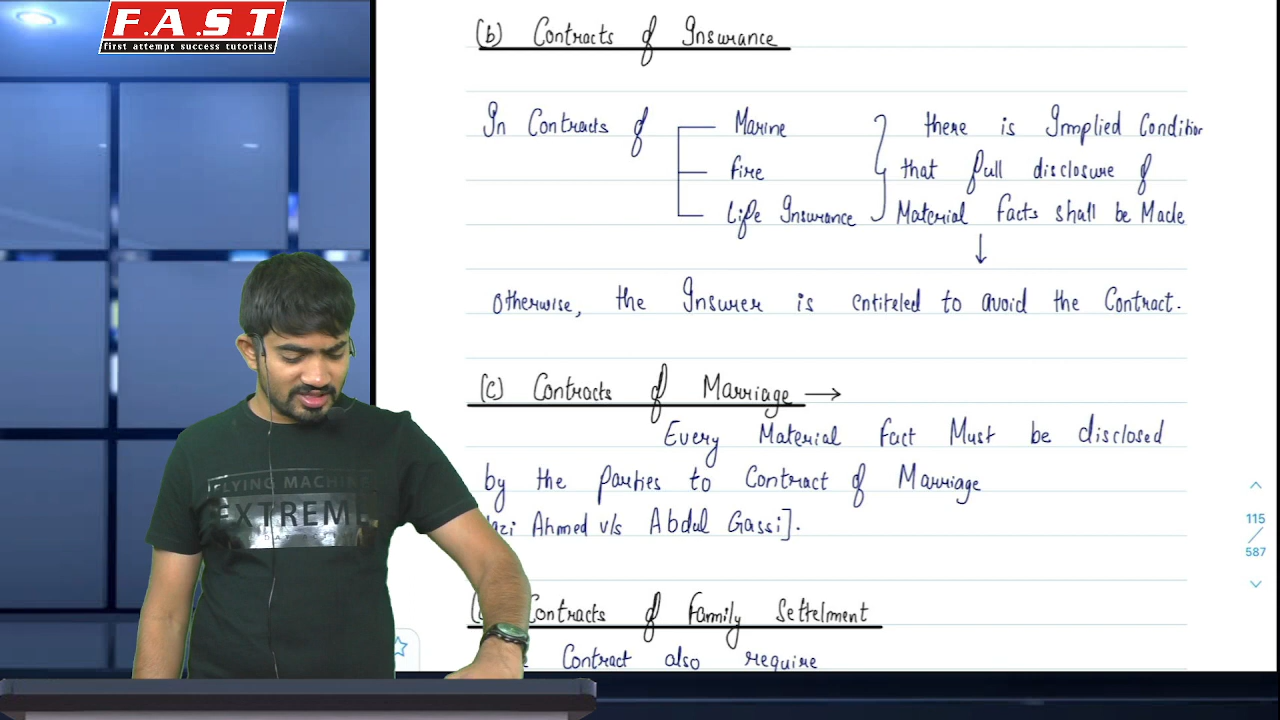 F.A.S.T
first attempt success tutorials
(b) Contracts of Insurance
In Contracts of
Marine
fire
Life Insurance
there is Implied Condition
that full disclosure of
Material Facts shall be Made
otherwise, the Insurer is entiteled to avoid the Contract.
(c) Contracts of Marriage →
Every Material Fact Must be disclosed
by the parties to Contract of Marriage
Ahmed v/s Abdul Gassi].
Contracts of Family Settelment
Contract also require
FLYING MACHINE
EXTREM
115
587